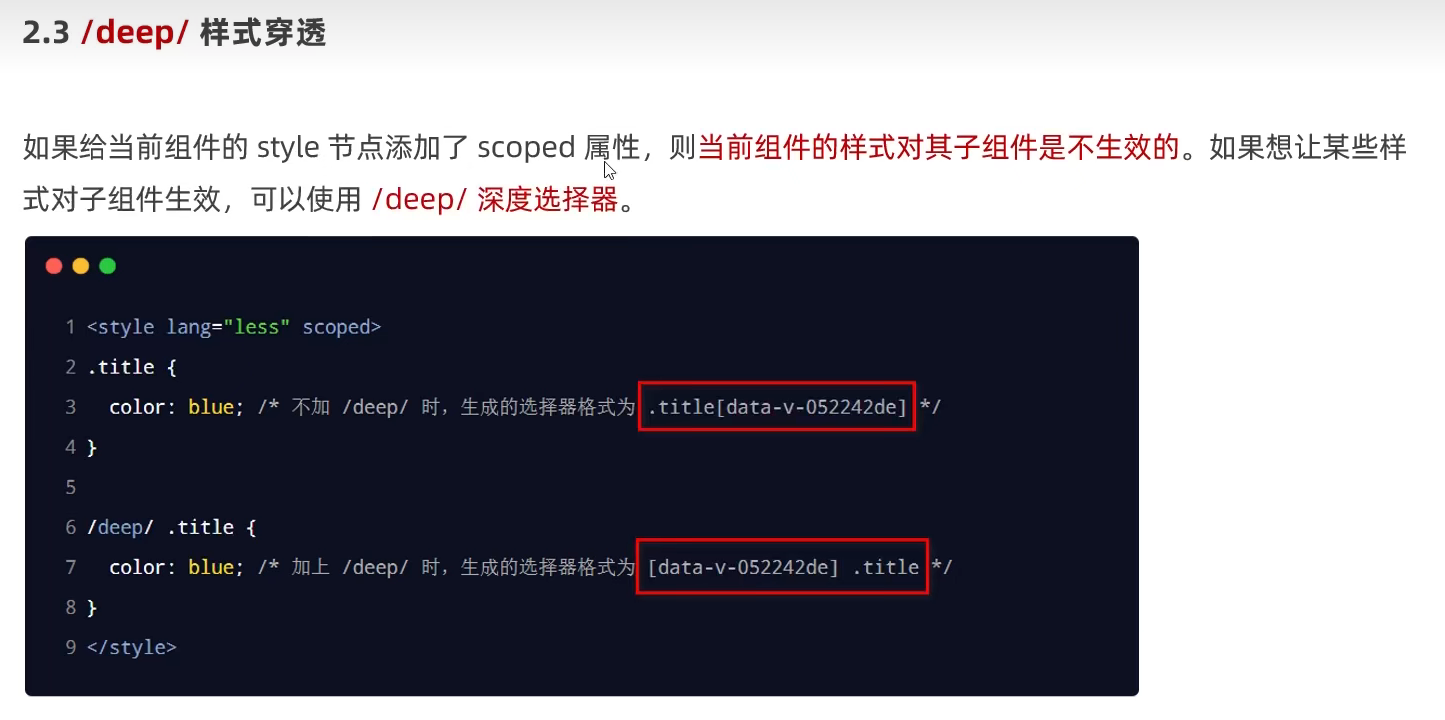 2.3 /deep/ 样式穿透
如果给当前组件的 style 节点添加了 scoped 属性，则当前组件的样式对其子组件是不生效的。如果想让某些样
式对子组件生效，可以使用 /deep/ 深度选择器。
1 <style lang="less" scoped>
2 .title {
3   color: blue; /* 不加 /deep/ 时，生成的选择器格式为 .title[data-v-052242de] */
4 }
5
6 /deep/ .title {
7   color: blue; /* 加上 /deep/ 时，生成的选择器格式为 [data-v-052242de] .title */
8 }
9 </style>